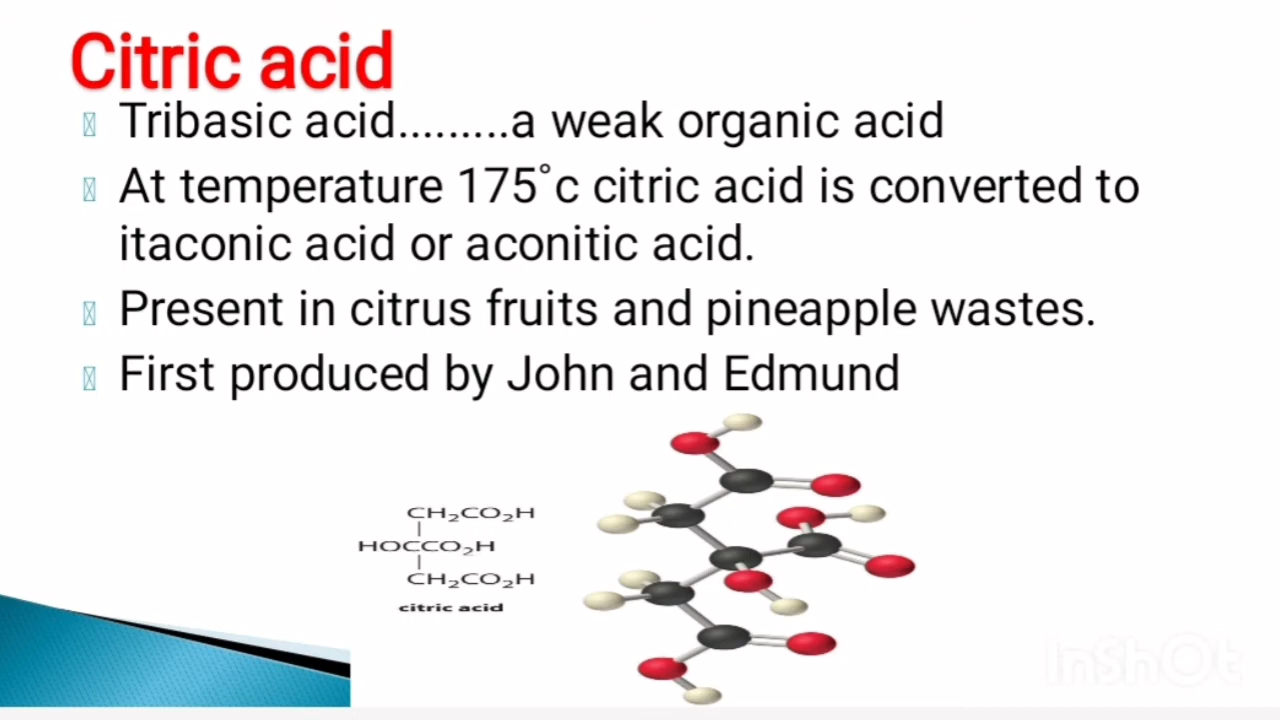 Citric acid
Tribasic acid.........a weak organic acid
At temperature 175˚c citric acid is converted to
itaconic acid or aconitic acid.
Present in citrus fruits and pineapple wastes.
First produced by John and Edmund
CH₂CO₂H
HOCCO₂H
CH₂CO₂H
citric acid
InShOt